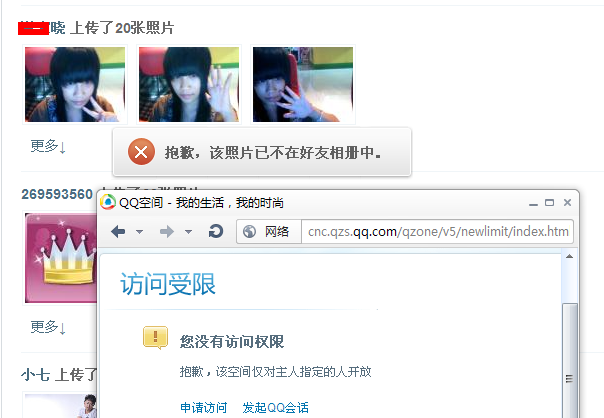 晓 上传了20张照片
更多↓
抱歉，该照片已不在好友相册中。
269593560
QQ空间 - 我的生活，我的时尚
网络
cnc.qzs.qq.com/qzone/v5/newlimit/index.htm
访问受限
您没有访问权限
抱歉，该空间仅对主人指定的人开放
更多↓
小七 上传了
申请访问 发起QQ会话